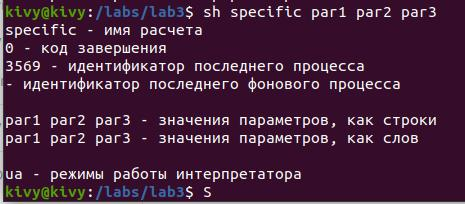 kivy@kivy:/labs/lab3$ sh specific par1 par2 par3
specific - имя расчета
0 - код завершения
3569 - идентификатор последнего процесса
- идентификатор последнего фонового процесса
par1 par2 par3 - значения параметров, как строки
par1 par2 par3 - значения параметров, как слов
ua - режимы работы интерпретатора
kivy@kivy:/labs/lab3$ S